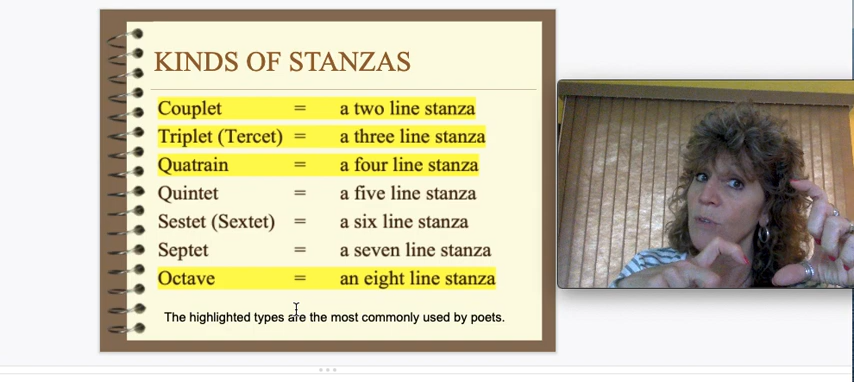 KINDS OF STANZAS
Couplet = a two line stanza
Triplet (Tercet) = a three line stanza
Quatrain = a four line stanza
Quintet = a five line stanza
Sestet (Sextet) = a six line stanza
Septet = a seven line stanza
Octave = an eight line stanza
The highlighted types are the most commonly used by poets.